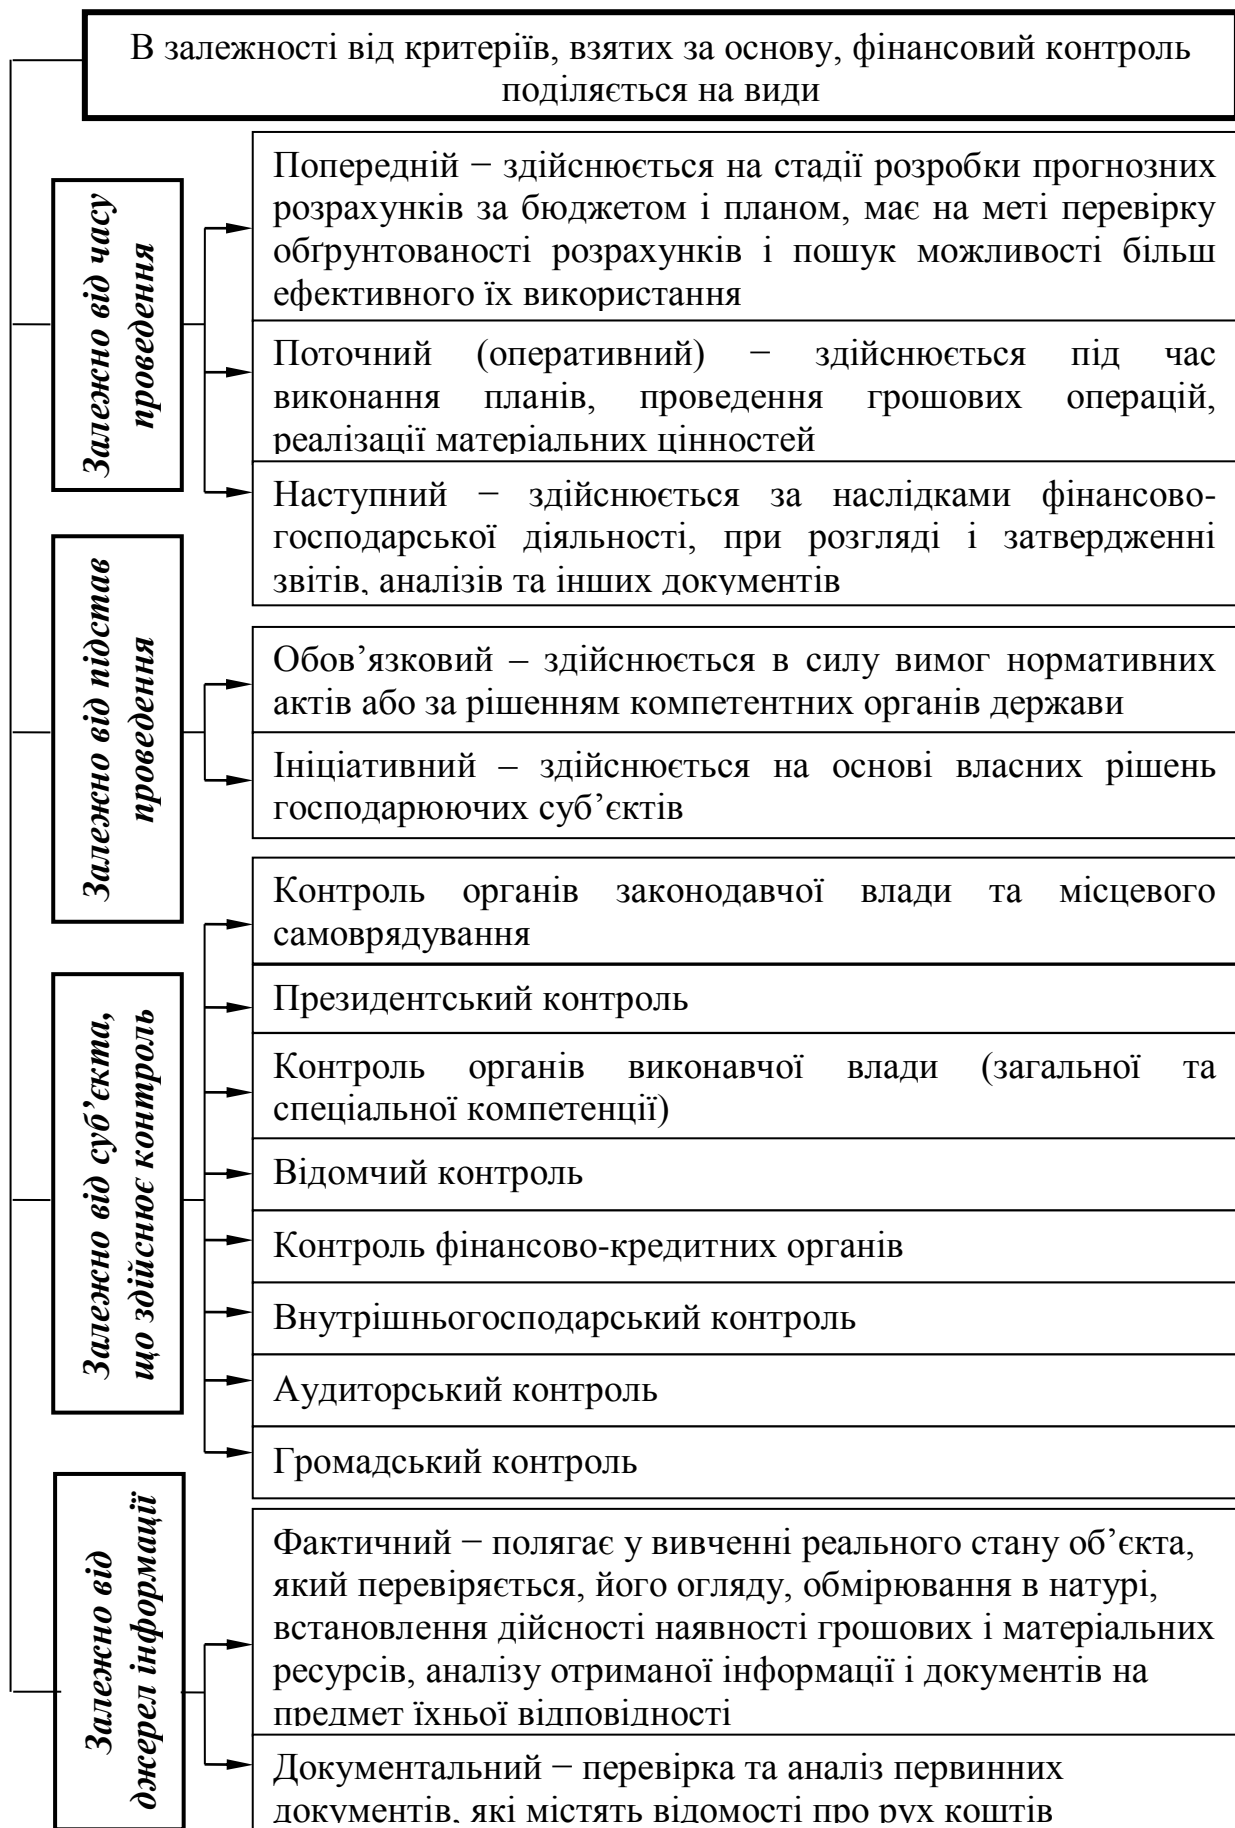 В залежності від критеріїв, взятих за основу, фінансовий контроль
поділяється на види
Залежно від часу
проведення
Попередній − здійснюється на стадії розробки прогнозних
розрахунків за бюджетом і планом, має на меті перевірку
обґрунтованості розрахунків і пошук можливості більш
ефективного їх використання
Поточний (оперативний) − здійснюється під час
виконання планів, проведення грошових операцій,
реалізації матеріальних цінностей
Наступний − здійснюється за наслідками фінансово-
господарської діяльності, при розгляді і затвердженні
звітів, аналізів та інших документів
Залежно від підстав
проведення
Обов’язковий – здійснюється в силу вимог нормативних
актів або за рішенням компетентних органів держави
Ініціативний – здійснюється на основі власних рішень
господарюючих суб’єктів
Залежно від суб’єкта,
що здійснює контроль
Контроль органів законодавчої влади та місцевого
самоврядування
Президентський контроль
Контроль органів виконавчої влади (загальної та
спеціальної компетенції)
Відомчий контроль
Контроль фінансово-кредитних органів
Внутрішньогосподарський контроль
Аудиторський контроль
Громадський контроль
Залежно від
джерел інформації
Фактичний − полягає у вивченні реального стану об’єкта,
який перевіряється, його огляду, обмірювання в натурі,
встановлення дійсності наявності грошових і матеріальних
ресурсів, аналізу отриманої інформації і документів на
предмет їхньої відповідності
Документальний − перевірка та аналіз первинних
документів, які містять відомості про рух коштів